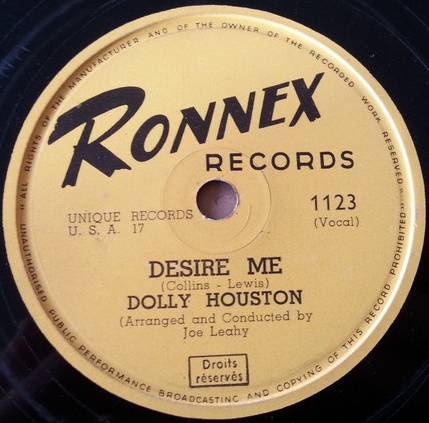 "ALL RIGHTS OF THE MANUFACTURER AND OF THE OWNER OF THE RECORDED WORK RESERVED"
RONNEX
RECORDS
UNIQUE RECORDS
U. S. A. 17
1123
(Vocal)
DESIRE ME
(Collins - Lewis)
DOLLY HOUSTON
(Arranged and Conducted by
Joe Leahy
Droits
réservés
UNAUTHORISED PUBLIC PERFORMANCE BROADCASTING AND COPYING OF THIS RECORD PROHIBITED"